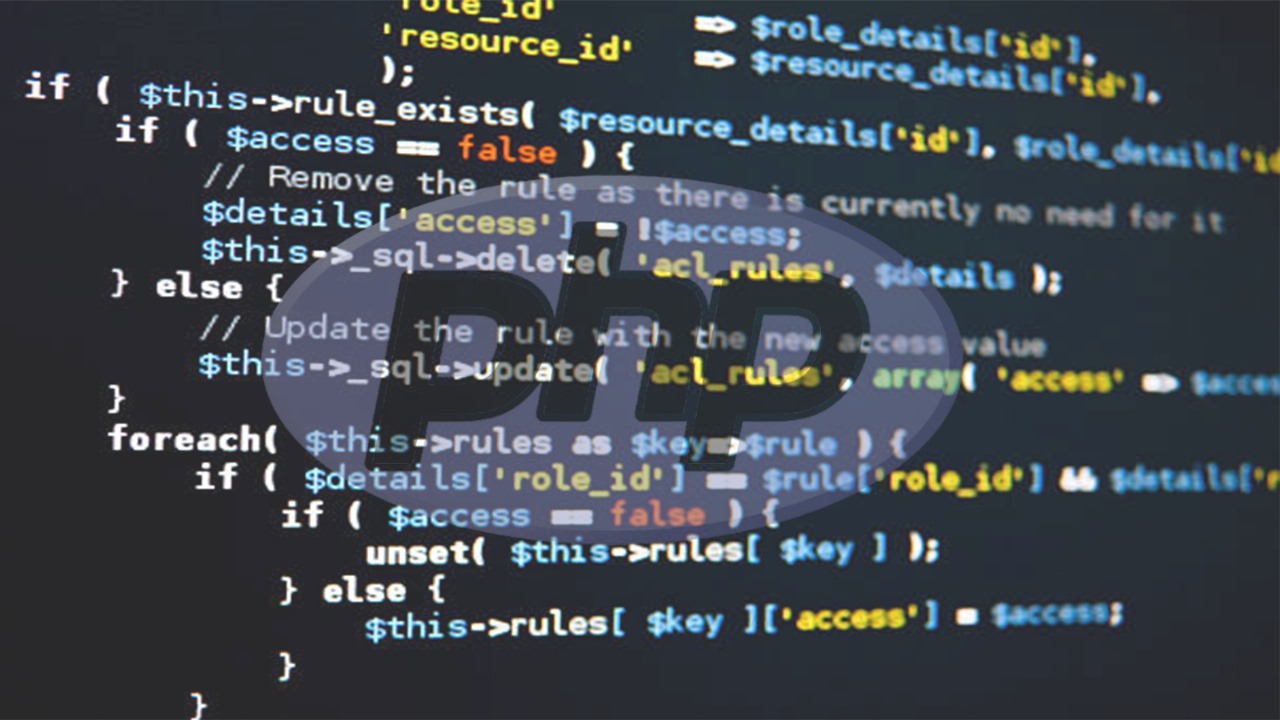 'role_id' => $role_details['id'],
'resource_id' => $resource_details['id'],
);
if ( $this->rule_exists( $resource_details['id'], $role_details['id
if ( $access == false ) {
// Remove the rule as there is currently no need for it
$details['access'] = !$access;
$this->_sql->delete( 'acl_rules', $details );
} else {
// Update the rule with the new access value
$this->_sql->update( 'acl_rules', array( 'access' => $acces
}
foreach( $this->rules as $key=>$rule ) {
if ( $details['role_id'] == $rule['role_id'] && $details['r
if ( $access == false ) {
unset( $this->rules[ $key ] );
} else {
$this->rules[ $key ]['access'] = $access;
}
}
php